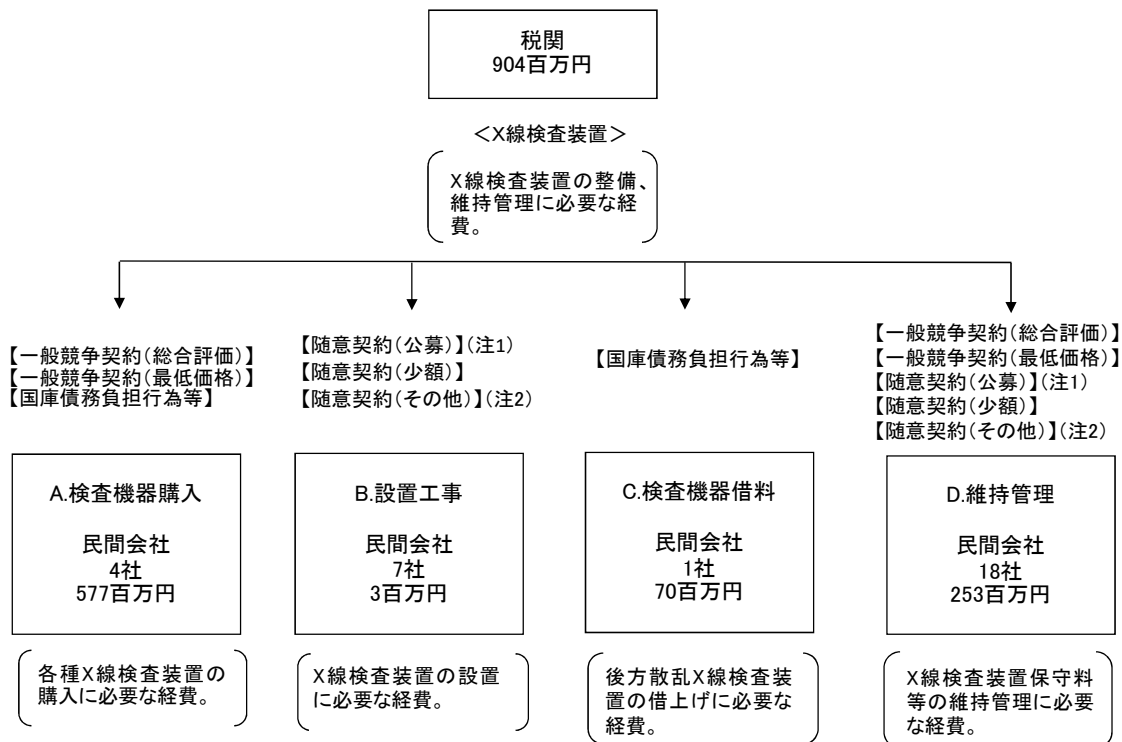 税関
904百万円
＜X線検査装置＞
X線検査装置の整備、
維持管理に必要な経
費。
【一般競争契約(総合評価)】
【一般競争契約(最低価格)】
【国庫債務負担行為等】
【随意契約(公募)】(注1)
【随意契約(少額)】
【随意契約(その他)】(注2)
【国庫債務負担行為等】
【一般競争契約(総合評価)】
【一般競争契約(最低価格)】
【随意契約(公募)】(注1)
【随意契約(少額)】
【随意契約(その他)】(注2)
A.検査機器購入
民間会社
4社
577百万円
B.設置工事
民間会社
7社
3百万円
C.検査機器借料
民間会社
1社
70百万円
D.維持管理
民間会社
18社
253百万円
各種X線検査装置の
購入に必要な経費。
X線検査装置の設置
に必要な経費。
後方散乱X線検査装
置の借上げに必要な
経費。
X線検査装置保守料
等の維持管理に必要
な経費。